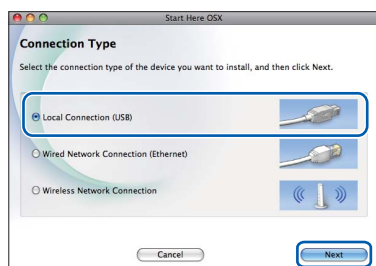 Start Here OSX
Connection Type
Select the connection type of the device you want to install, and then click Next.
Local Connection (USB)
Wired Network Connection (Ethernet)
Wireless Network Connection
Cancel
Next